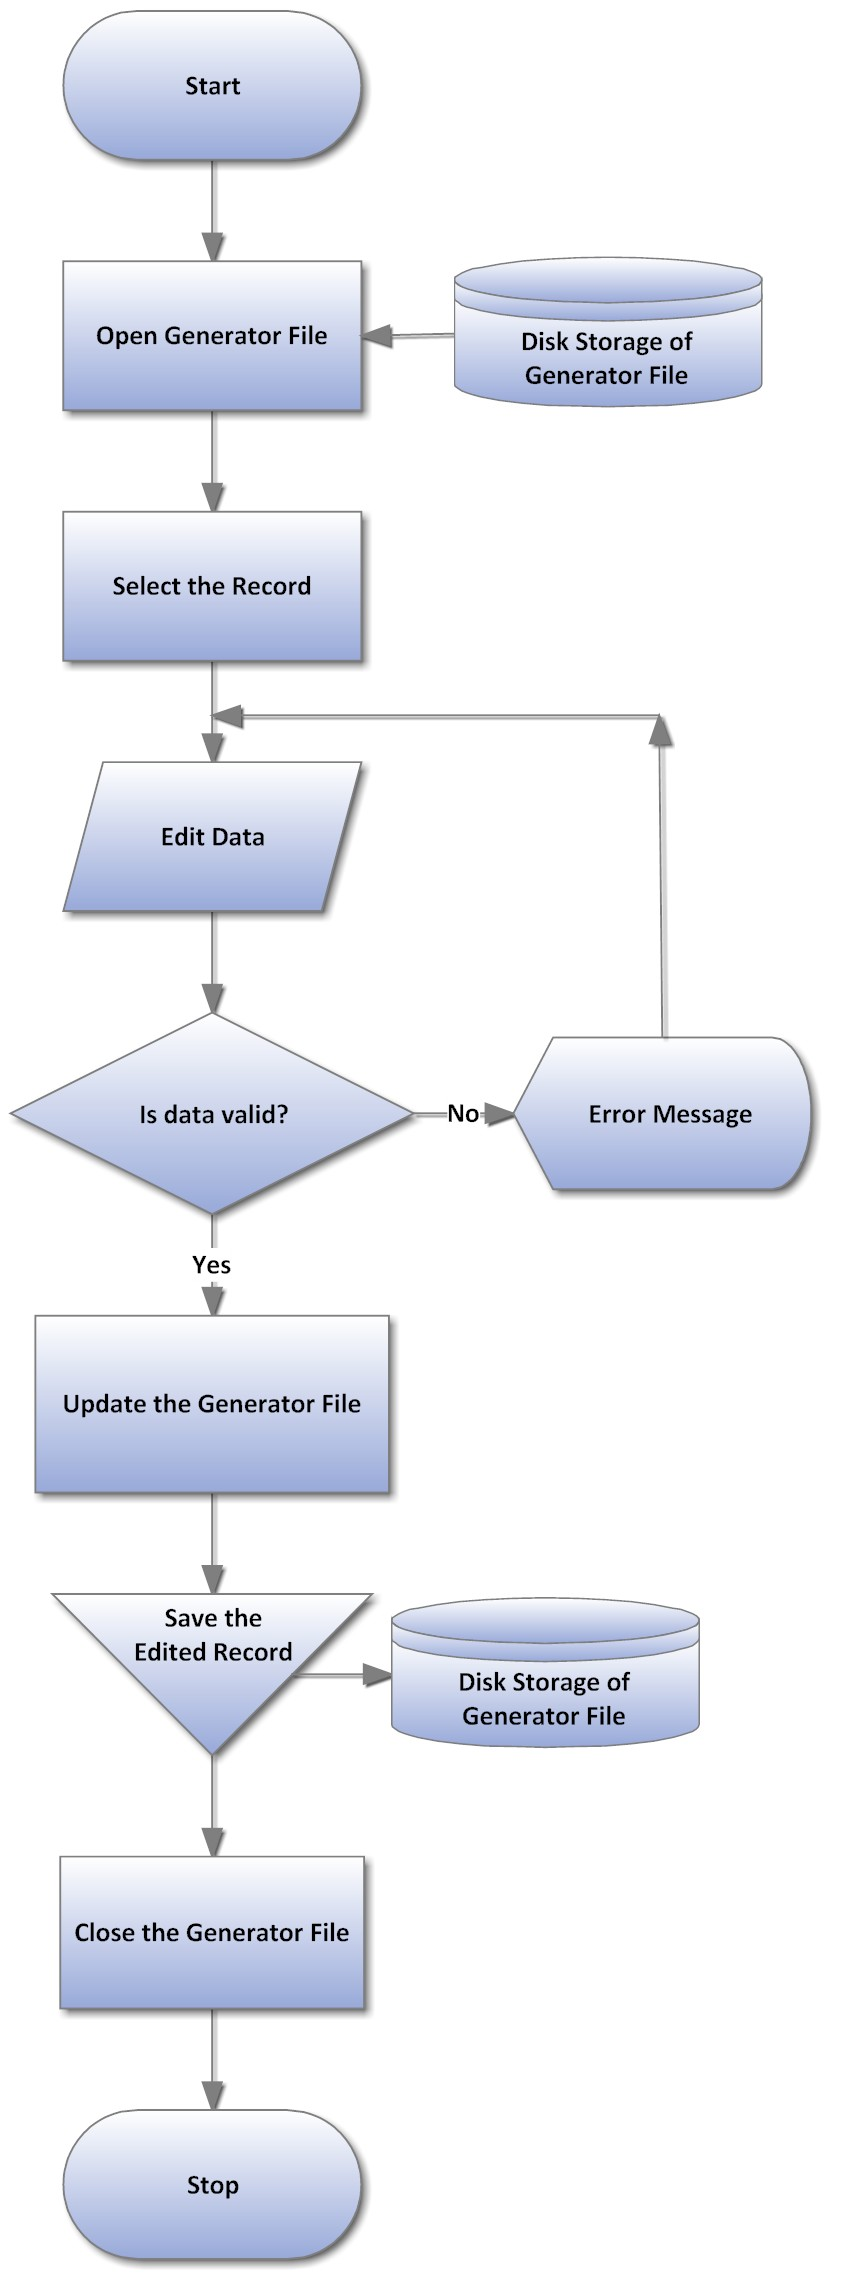 Start
Open Generator File
Disk Storage of
Generator File
Select the Record
Edit Data
Is data valid?
No
Error Message
Yes
Update the Generator File
Save the
Edited Record
Disk Storage of
Generator File
Close the Generator File
Stop